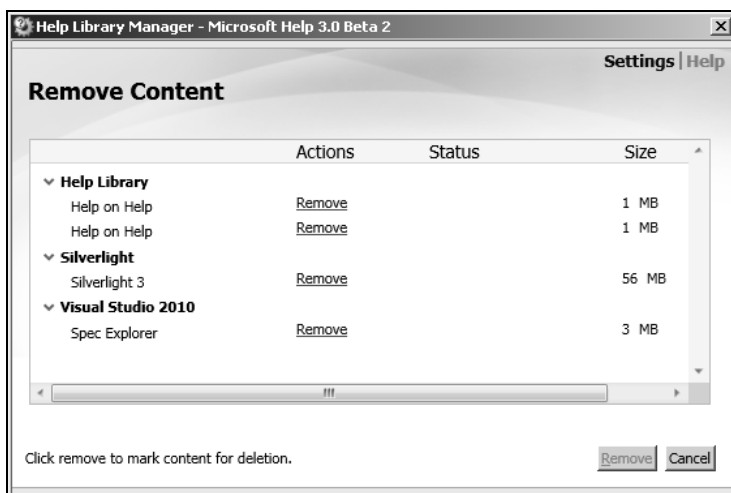 Help Library Manager - Microsoft Help 3.0 Beta 2
Settings | Help
Remove Content
Actions Status Size
Help Library
Help on Help Remove 1 MB
Help on Help Remove 1 MB
Silverlight
Silverlight 3 Remove 56 MB
Visual Studio 2010
Spec Explorer Remove 3 MB
Click remove to mark content for deletion. Remove Cancel